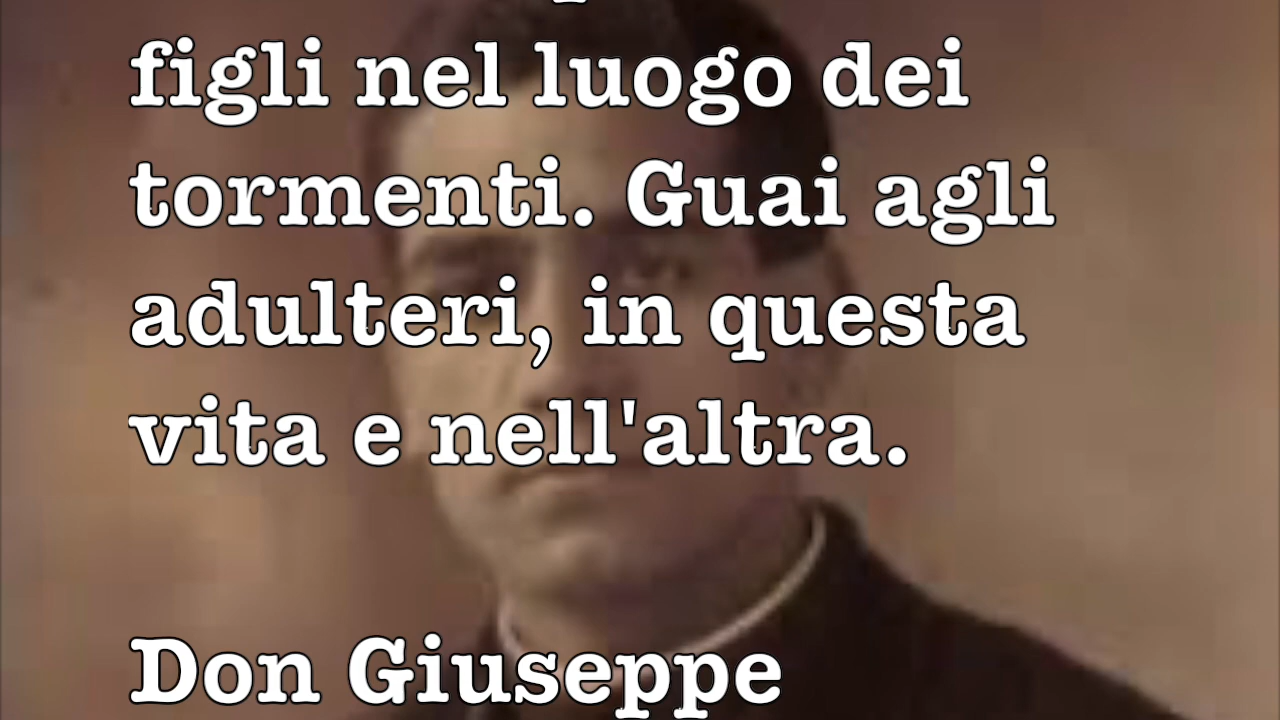 figli nel luogo dei
tormenti. Guai agli
adulteri, in questa
vita e nell'altra.
Don Giuseppe